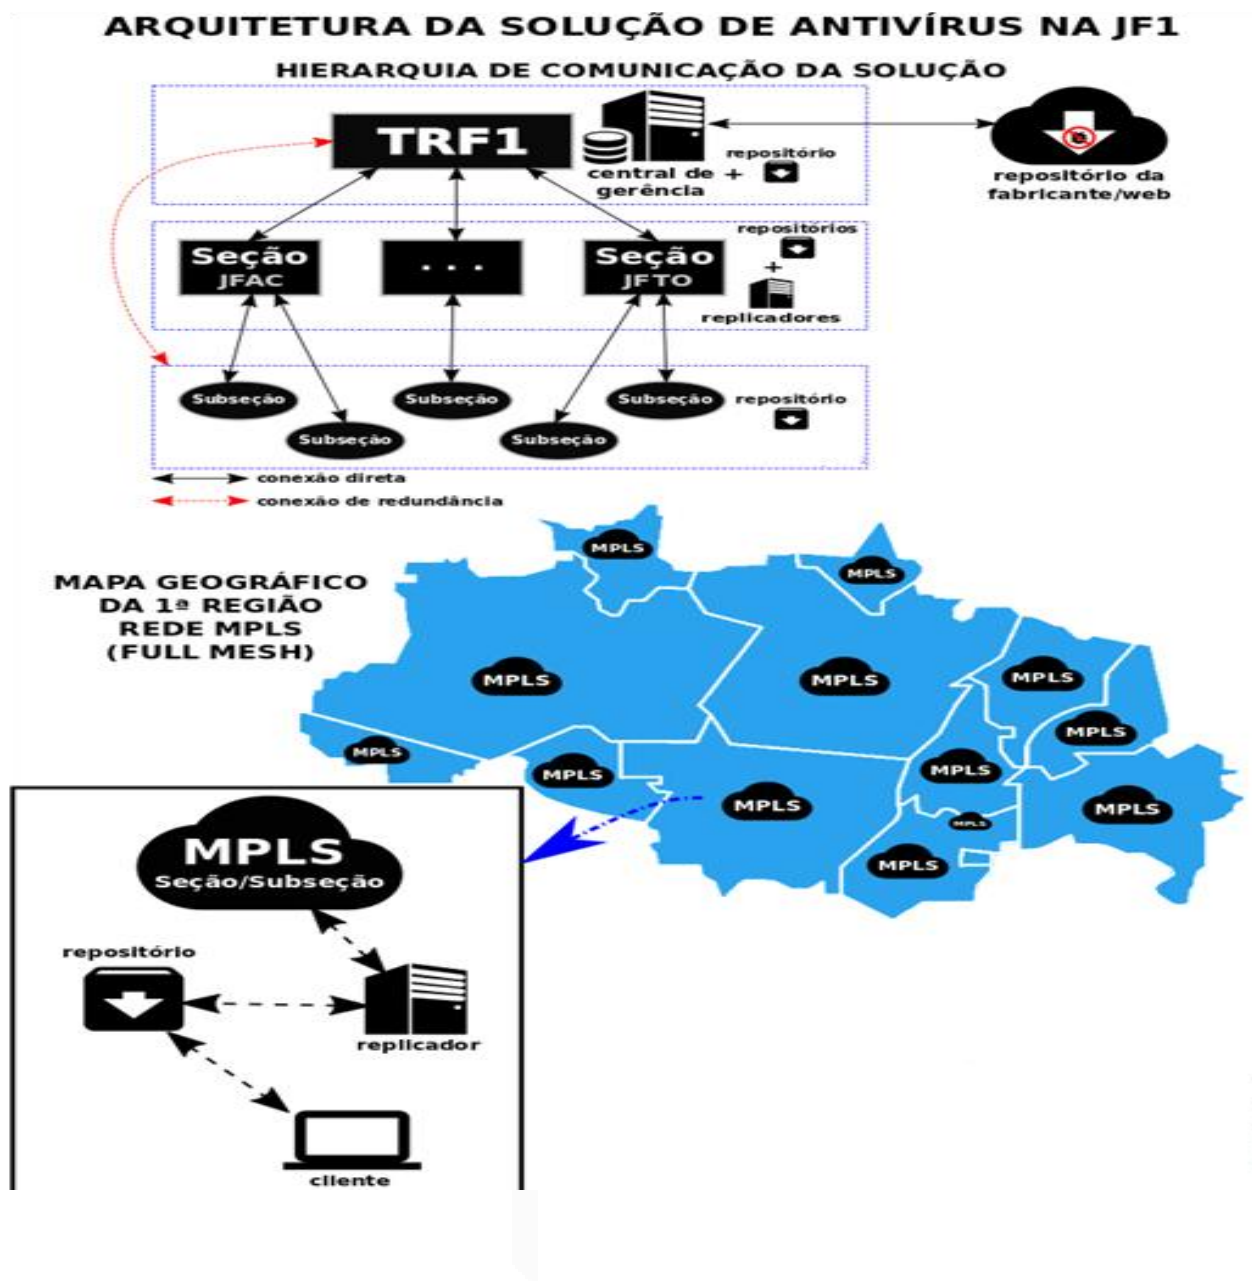 ARQUITETURA DA SOLUÇÃO DE ANTIVÍRUS NA JF1
HIERARQUIA DE COMUNICAÇÃO DA SOLUÇÃO
TRF1
central de
gerência
+
repositório
repositório da
fabricante/web
Seção
JFAC
...
Seção
JFTO
repositórios
+
replicadores
Subseção
Subseção
Subseção
Subseção
Subseção
repositório
conexão direta
conexão de redundância
MAPA GEOGRÁFICO
DA 1ª REGIÃO
REDE MPLS
(FULL MESH)
MPLS
MPLS
MPLS
MPLS
MPLS
MPLS
MPLS
MPLS
MPLS
MPLS
MPLS
MPLS
MPLS
MPLS
Seção/Subseção
repositório
replicador
cliente